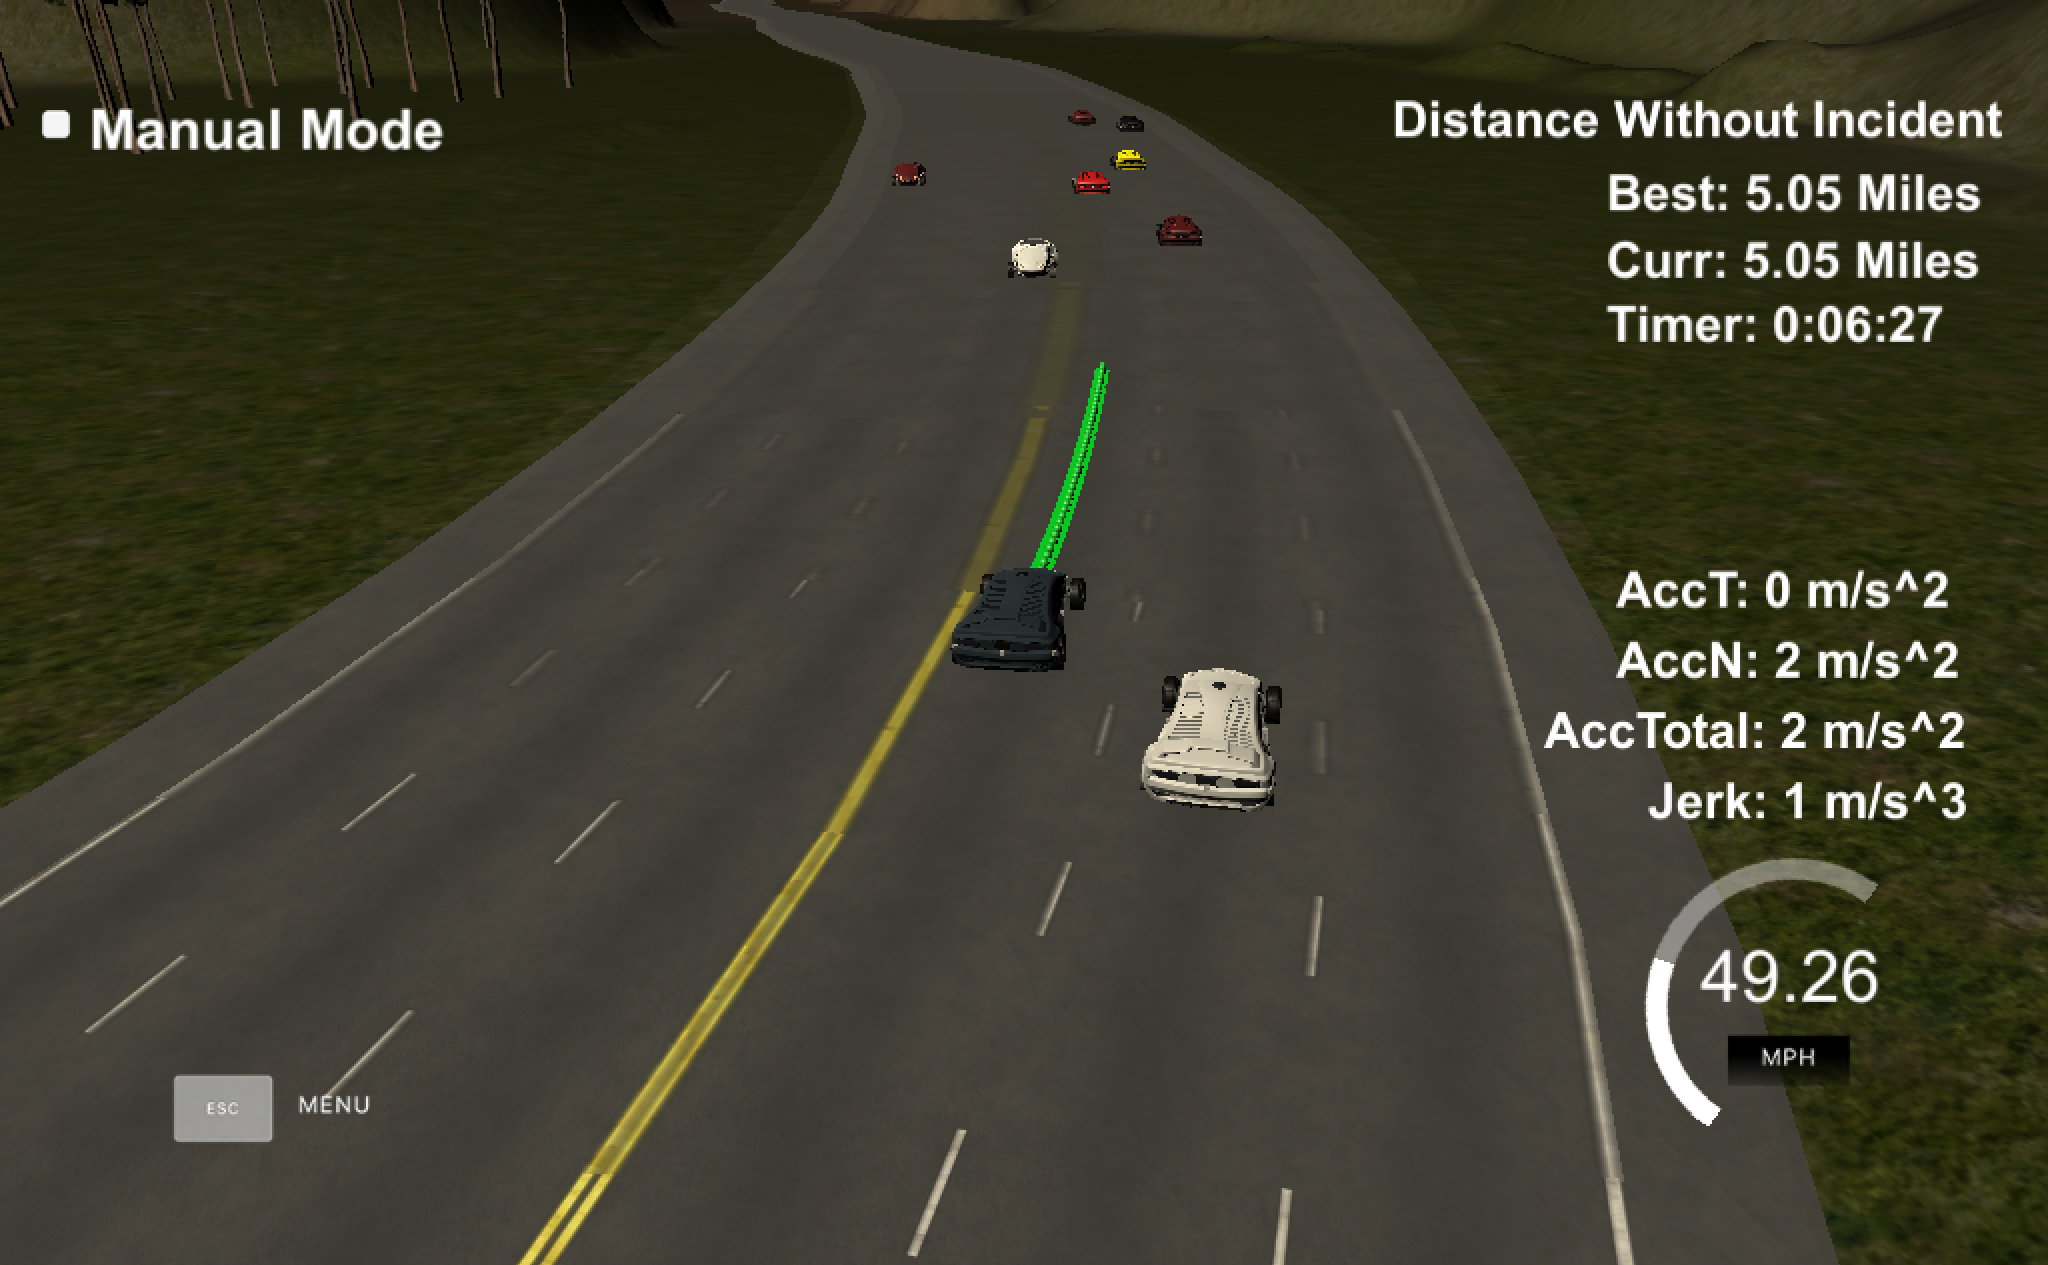 Manual Mode
Distance Without Incident
Best: 5.05 Miles
Curr: 5.05 Miles
Timer: 0:06:27
AccT: 0 m/s^2
AccN: 2 m/s^2
AccTotal: 2 m/s^2
Jerk: 1 m/s^3
49.26
MPH
ESC MENU